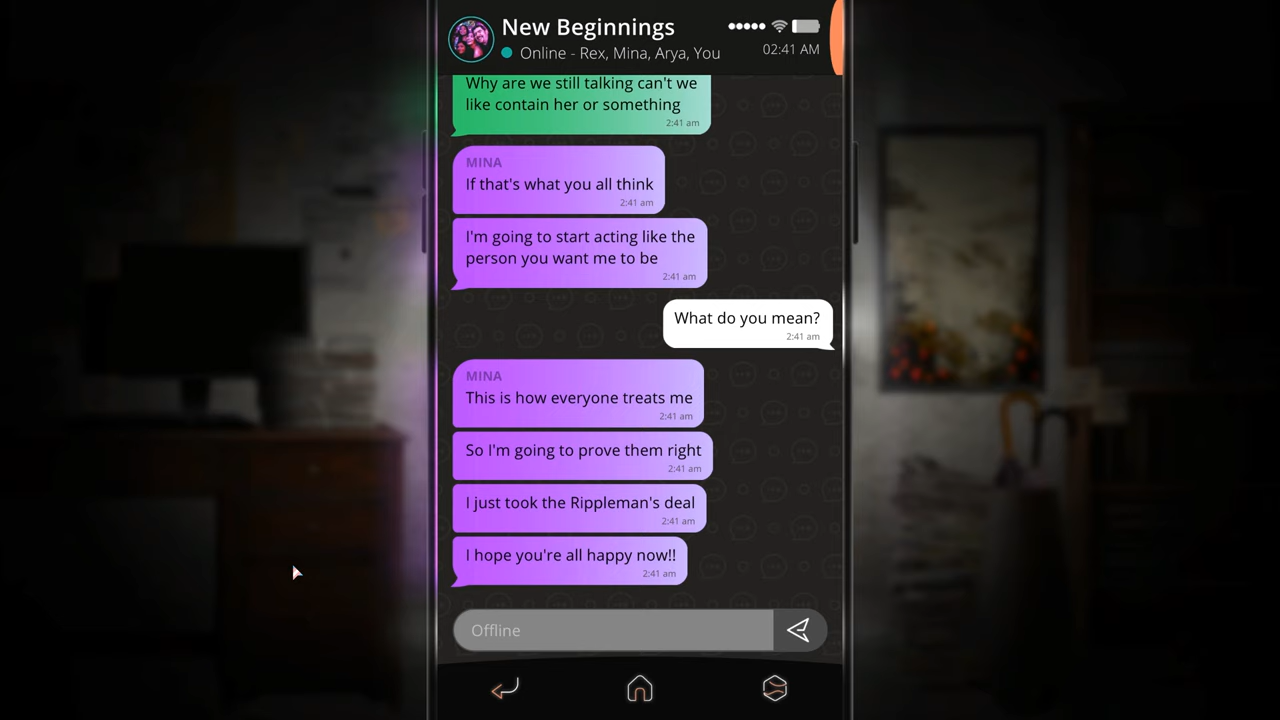 New Beginnings
Online - Rex, Mina, Arya, You
02:41 AM
Why are we still talking can't we
like contain her or something
2:41 am
MINA
If that's what you all think
2:41 am
I'm going to start acting like the
person you want me to be
2:41 am
What do you mean?
2:41 am
MINA
This is how everyone treats me
2:41 am
So I'm going to prove them right
2:41 am
I just took the Rippleman's deal
2:41 am
I hope you're all happy now!!
2:41 am
Offline